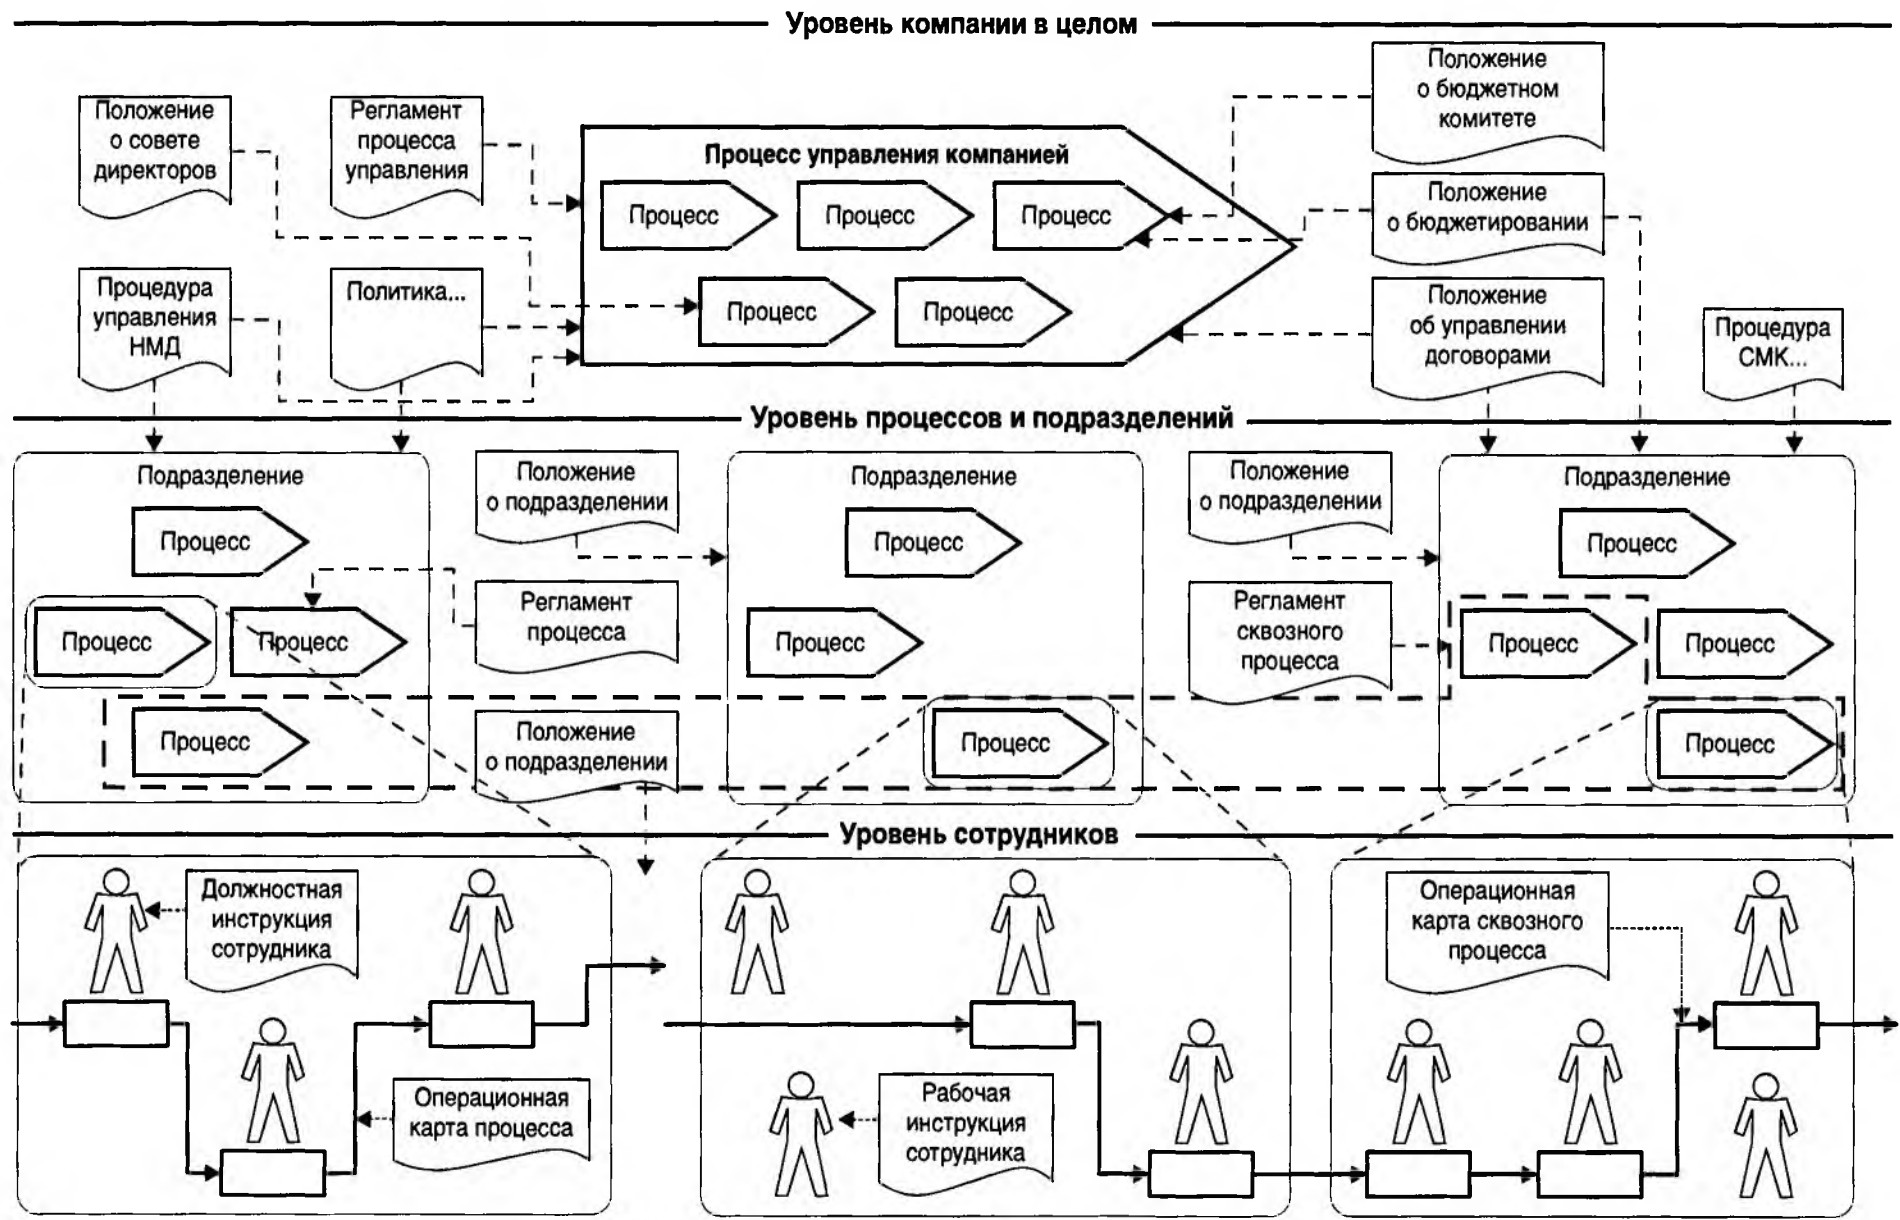 Уровень компании в целом
Положение
о совете
директоров
Регламент
процесса
управления
Процесс управления компанией
Процесс
Процесс
Процесс
Процесс
Процесс
Положение
о бюджетном
комитете
Положение
о бюджетировании
Процедура
управления
НМД
Политика...
Положение
об управлении
договорами
Процедура
СМК...
Уровень процессов и подразделений
Подразделение
Процесс
Процесс
Процесс
Процесс
Положение
о подразделении
Регламент
процесса
Положение
о подразделении
Подразделение
Процесс
Процесс
Процесс
Положение
о подразделении
Регламент
сквозного
процесса
Подразделение
Процесс
Процесс
Процесс
Процесс
Уровень сотрудников
Должностная
инструкция
сотрудника
Операционная
карта процесса
Рабочая
инструкция
сотрудника
Операционная
карта сквозного
процесса